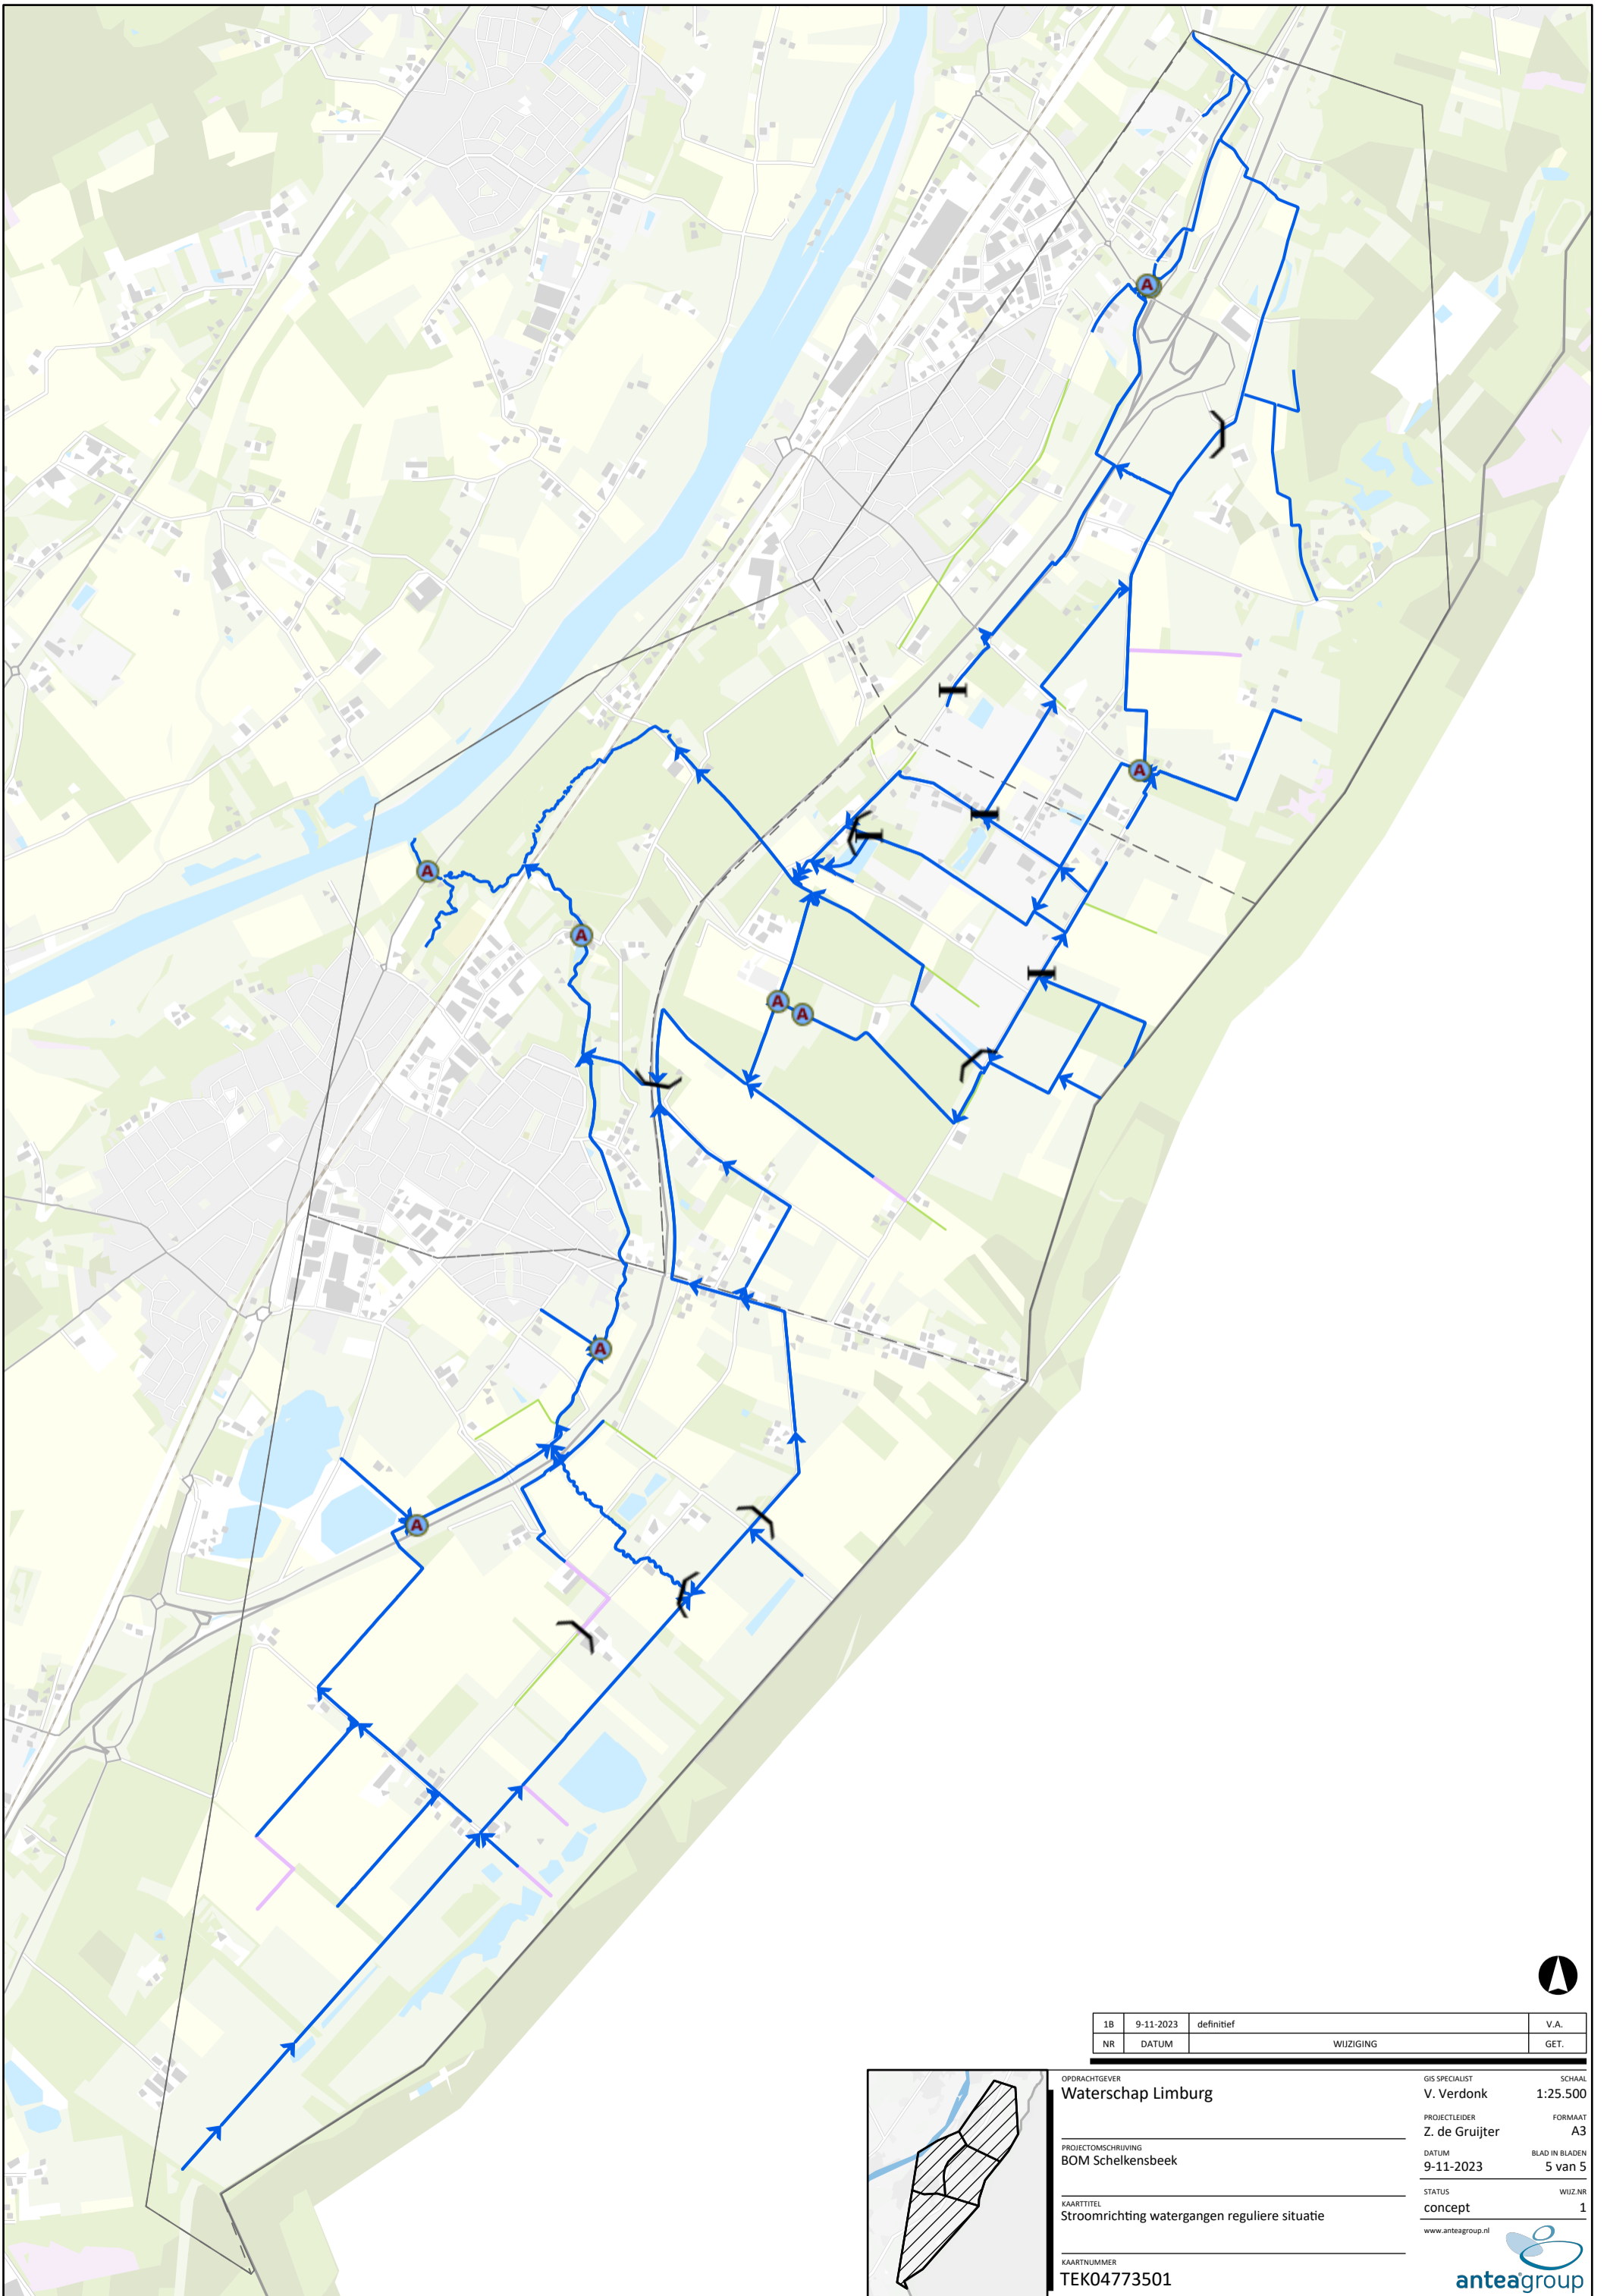 A
A
A
A
A
A
A
A
1B 9-11-2023 definitief V.A.
NR DATUM WIJZIGING GET.
OPDRACHTGEVER
Waterschap Limburg
PROJECTOMSCHRIJVING
BOM Schelkensbeek
KAARTTITEL
Stroomrichting watergangen reguliere situatie
KAARTNUMMER
TEK04773501
GIS SPECIALIST SCHAAL
V. Verdonk 1:25.500
PROJECTLEIDER FORMAAT
Z. de Gruijter A3
DATUM BLAD IN BLADEN
9-11-2023 5 van 5
STATUS WIJZ.NR
concept 1
www.anteagroup.nl
anteagroup